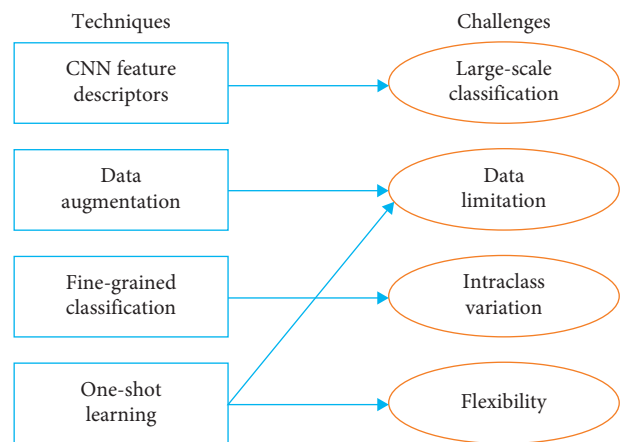 Techniques
Challenges
CNN feature
descriptors
Large-scale
classification
Data
augmentation
Data
limitation
Fine-grained
classification
Intraclass
variation
One-shot
learning
Flexibility